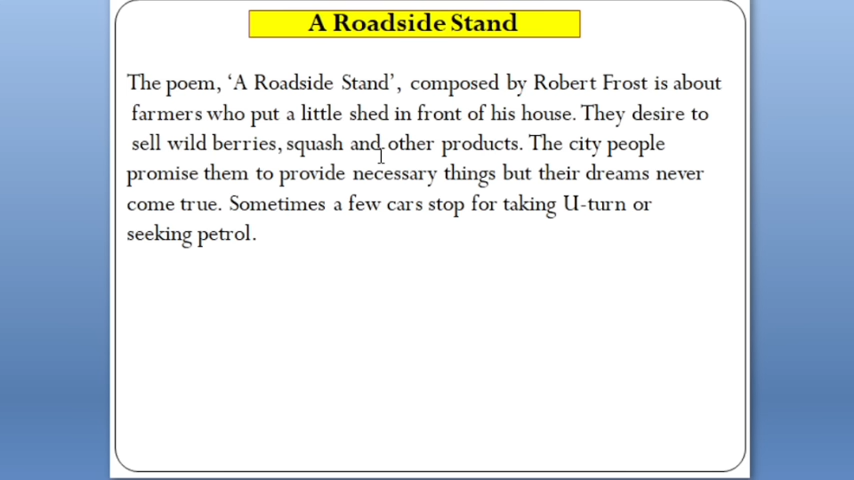 A Roadside Stand
The poem, ‘A Roadside Stand’, composed by Robert Frost is about
farmers who put a little shed in front of his house. They desire to
sell wild berries, squash and other products. The city people
promise them to provide necessary things but their dreams never
come true. Sometimes a few cars stop for taking U-turn or
seeking petrol.